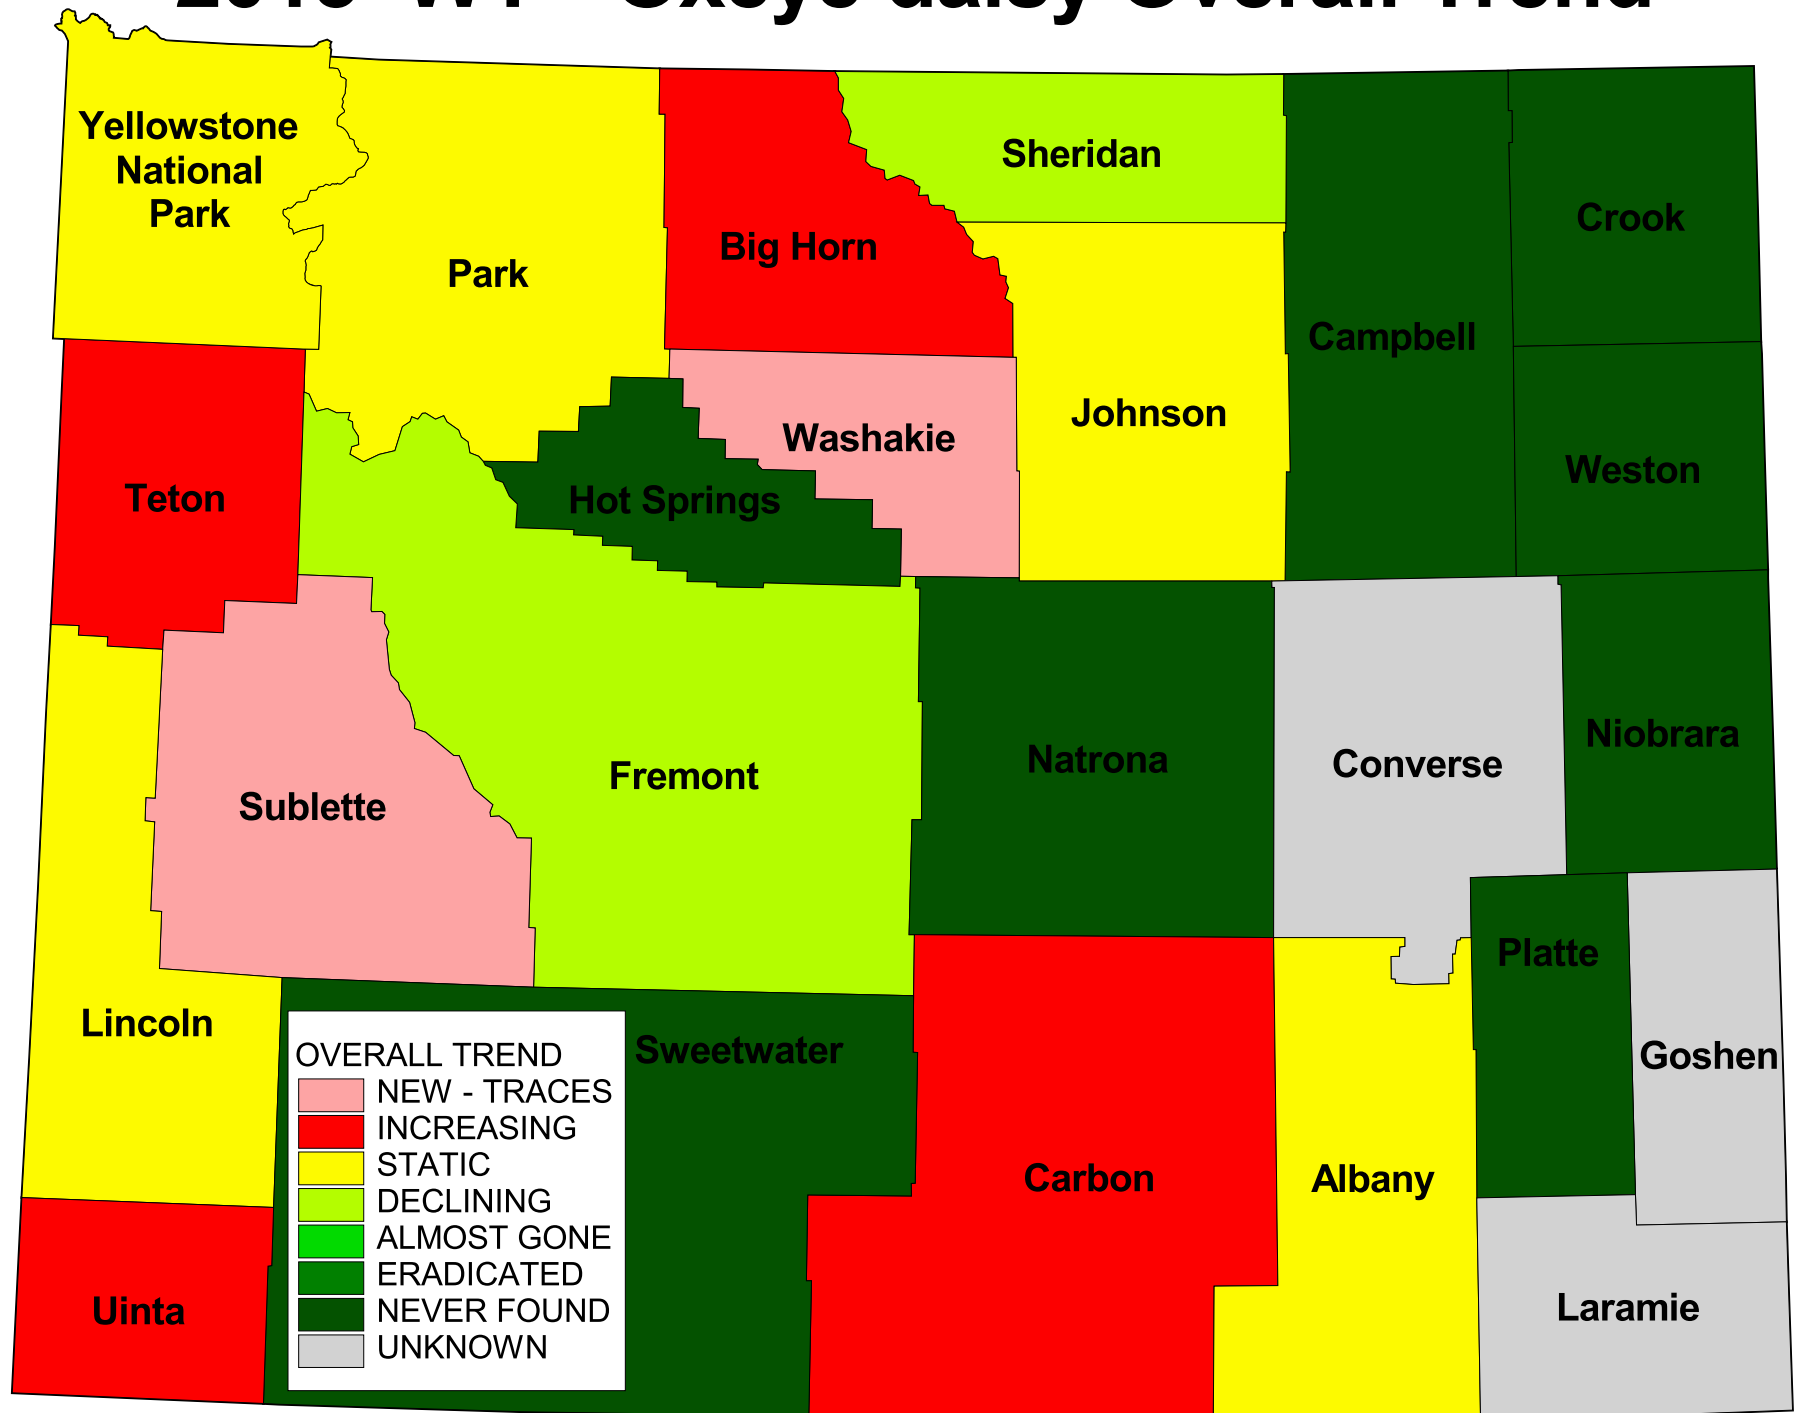 Overall Trend
Yellowstone
National
Park
Park
Big Horn
Sheridan
Campbell
Crook
Teton
Hot Springs
Washakie
Johnson
Weston
Sublette
Fremont
Natrona
Converse
Niobrara
Lincoln
Sweetwater
Carbon
Albany
Platte
Goshen
Uinta
Laramie
OVERALL TREND
NEW - TRACES
INCREASING
STATIC
DECLINING
ALMOST GONE
ERADICATED
NEVER FOUND
UNKNOWN